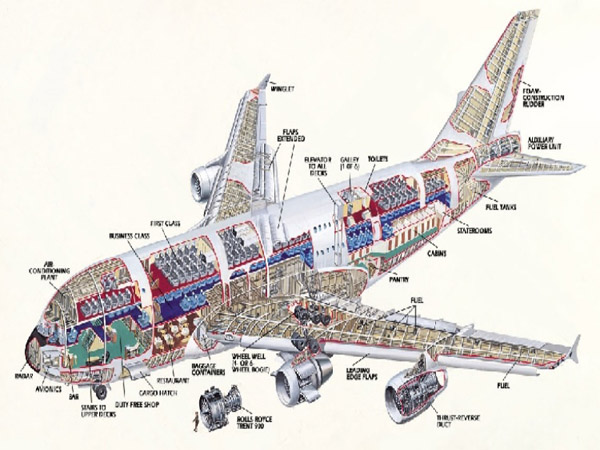 WINGLET
FOAM-
CONSTRUCTION
RUDDER
FLAPS
EXTENDED
AUXILIARY
POWER UNIT
ELEVATOR
TO ALL
DECKS
GALLEY
(1 OF 6)
TOILETS
FUEL TANKS
STATEROOMS
FIRST CLASS
BUSINESS CLASS
CABINS
AIR
CONDITIONING
PLANT
PANTRY
FUEL
RADAR
AVIONICS
BAR
STAIRS TO
UPPER DECKS
DUTY FREE SHOP
CARGO HATCH
RESTAURANT
BAGGAGE
CONTAINERS
WHEEL WELL
WHEEL BOGIE)
LEADING
EDGE FLAPS
FUEL
ROLLS ROYCE
TRENT 900
THRUST-REVERSE
DUCT